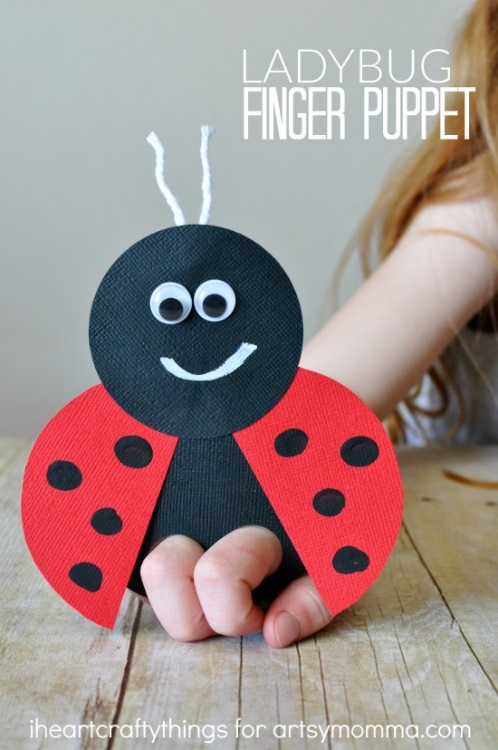 LADYBUG
FINGER PUPPET
iheartcraftythings for artsymomma.com